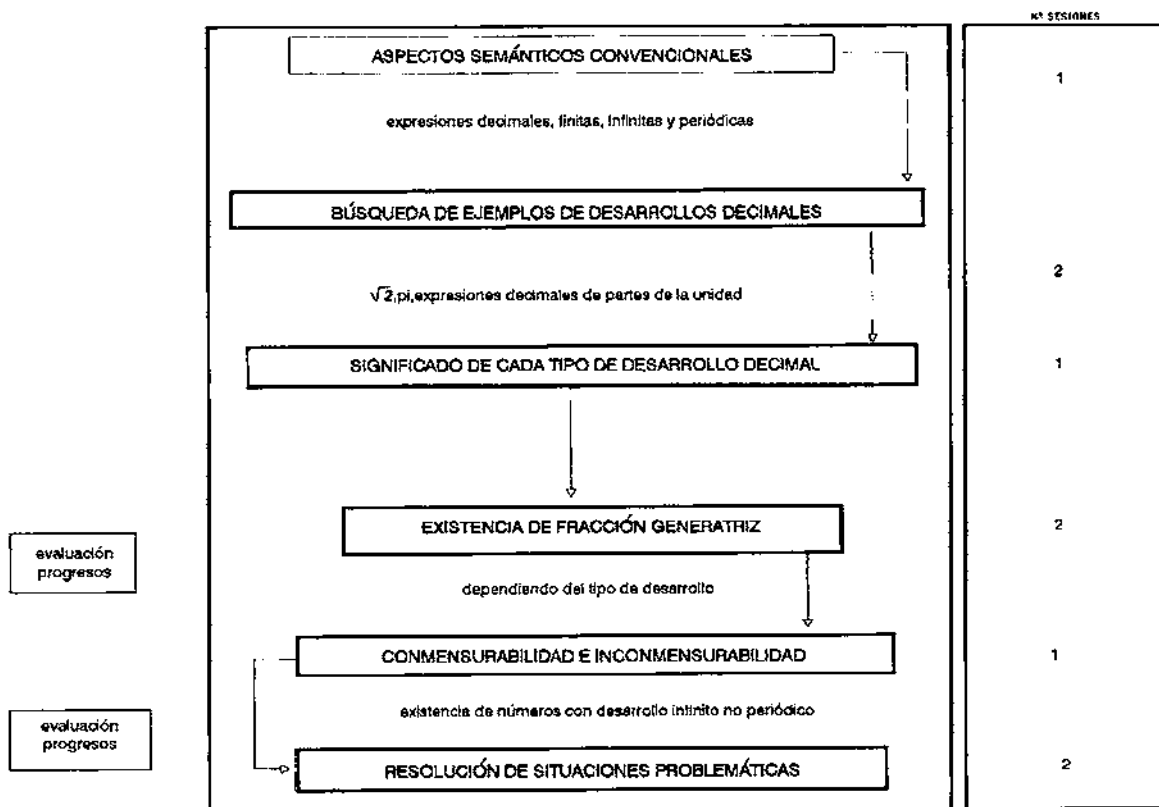 Nº SESIONES
ASPECTOS SEMÁNTICOS CONVENCIONALES
1
expresiones decimales, finitas, infinitas y periódicas
BÚSQUEDA DE EJEMPLOS DE DESARROLLOS DECIMALES
2
√2,pi,expresiones decimales de partes de la unidad
SIGNIFICADO DE CADA TIPO DE DESARROLLO DECIMAL
1
EXISTENCIA DE FRACCIÓN GENERATRIZ
2
evaluación
progresos
dependiendo del tipo de desarrollo
CONMENSURABILIDAD E INCONMENSURABILIDAD
1
existencia de números con desarrollo infinito no periódico
evaluación
progresos
RESOLUCIÓN DE SITUACIONES PROBLEMÁTICAS
2